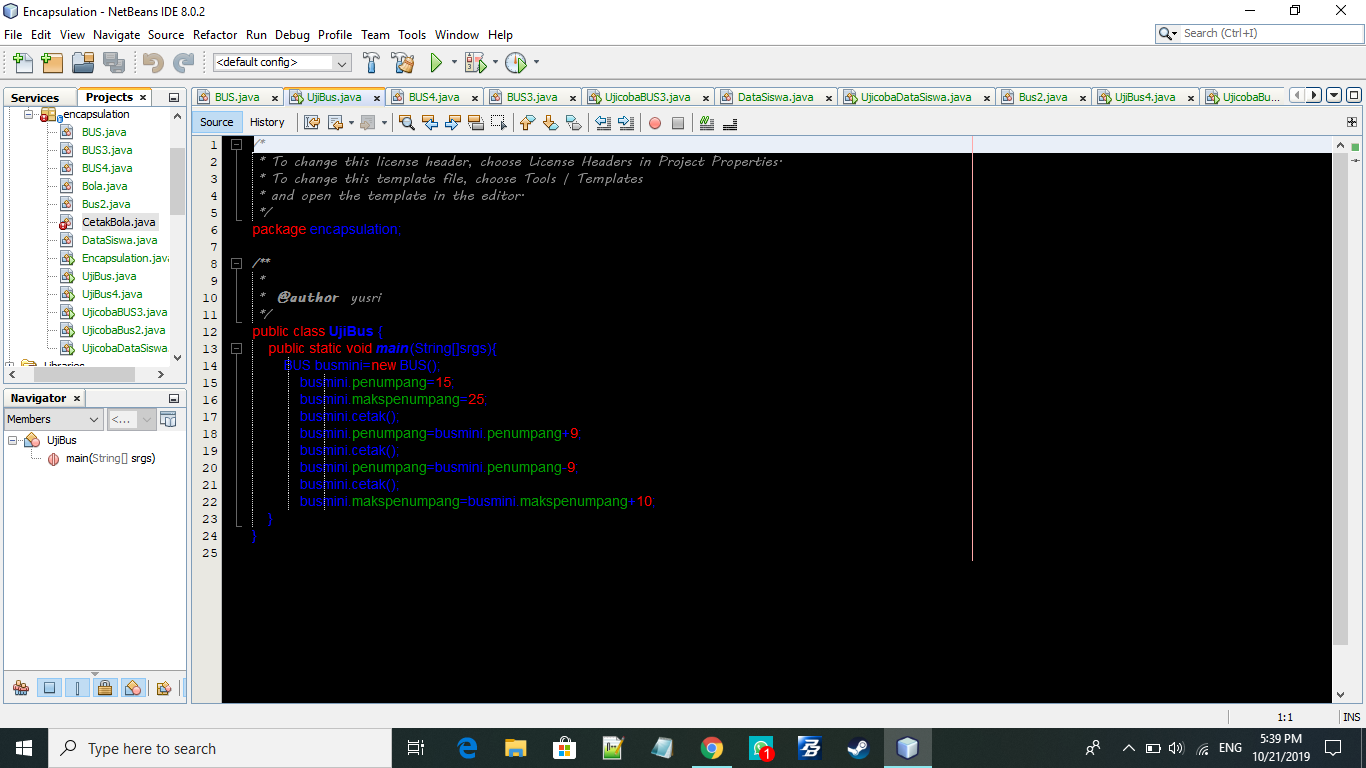 Encapsulation - NetBeans IDE 8.0.2
File Edit View Navigate Source Refactor Run Debug Profile Team Tools Window Help
Search (Ctrl+I)
<default config>
Services Projects
BUS.java UjiBus.java BUS4.java BUS3.java UjicobaBUS3.java DataSiswa.java UjicobaDataSiswa.java Bus2.java UjiBus4.java UjicobaBu...
Source History
encapsulation
BUS.java
BUS3.java
BUS4.java
Bola.java
Bus2.java
CetakBola.java
DataSiswa.java
Encapsulation.java
UjiBus.java
UjiBus4.java
UjicobaBUS3.java
UjicobaBus2.java
UjicobaDataSiswa
Libraries
Navigator
Members <...
UjiBus
main(String[] srgs)
1 /*
2 * To change this license header, choose License Headers in Project Properties.
3 * To change this template file, choose Tools | Templates
4 * and open the template in the editor.
5 */
6 package encapsulation;
7
8 /**
9 *
10 * @author yusri
11 */
12 public class UjiBus {
13 public static void main(String[]srgs){
14 BUS busmini=new BUS();
15 busmini.penumpang=15;
16 busmini.makspenumpang=25;
17 busmini.cetak();
18 busmini.penumpang=busmini.penumpang+9;
19 busmini.cetak();
20 busmini.penumpang=busmini.penumpang-9;
21 busmini.cetak();
22 busmini.makspenumpang=busmini.makspenumpang+10;
23 }
24 }
25
1:1 INS
Type here to search
1
ENG
5:39 PM
10/21/2019